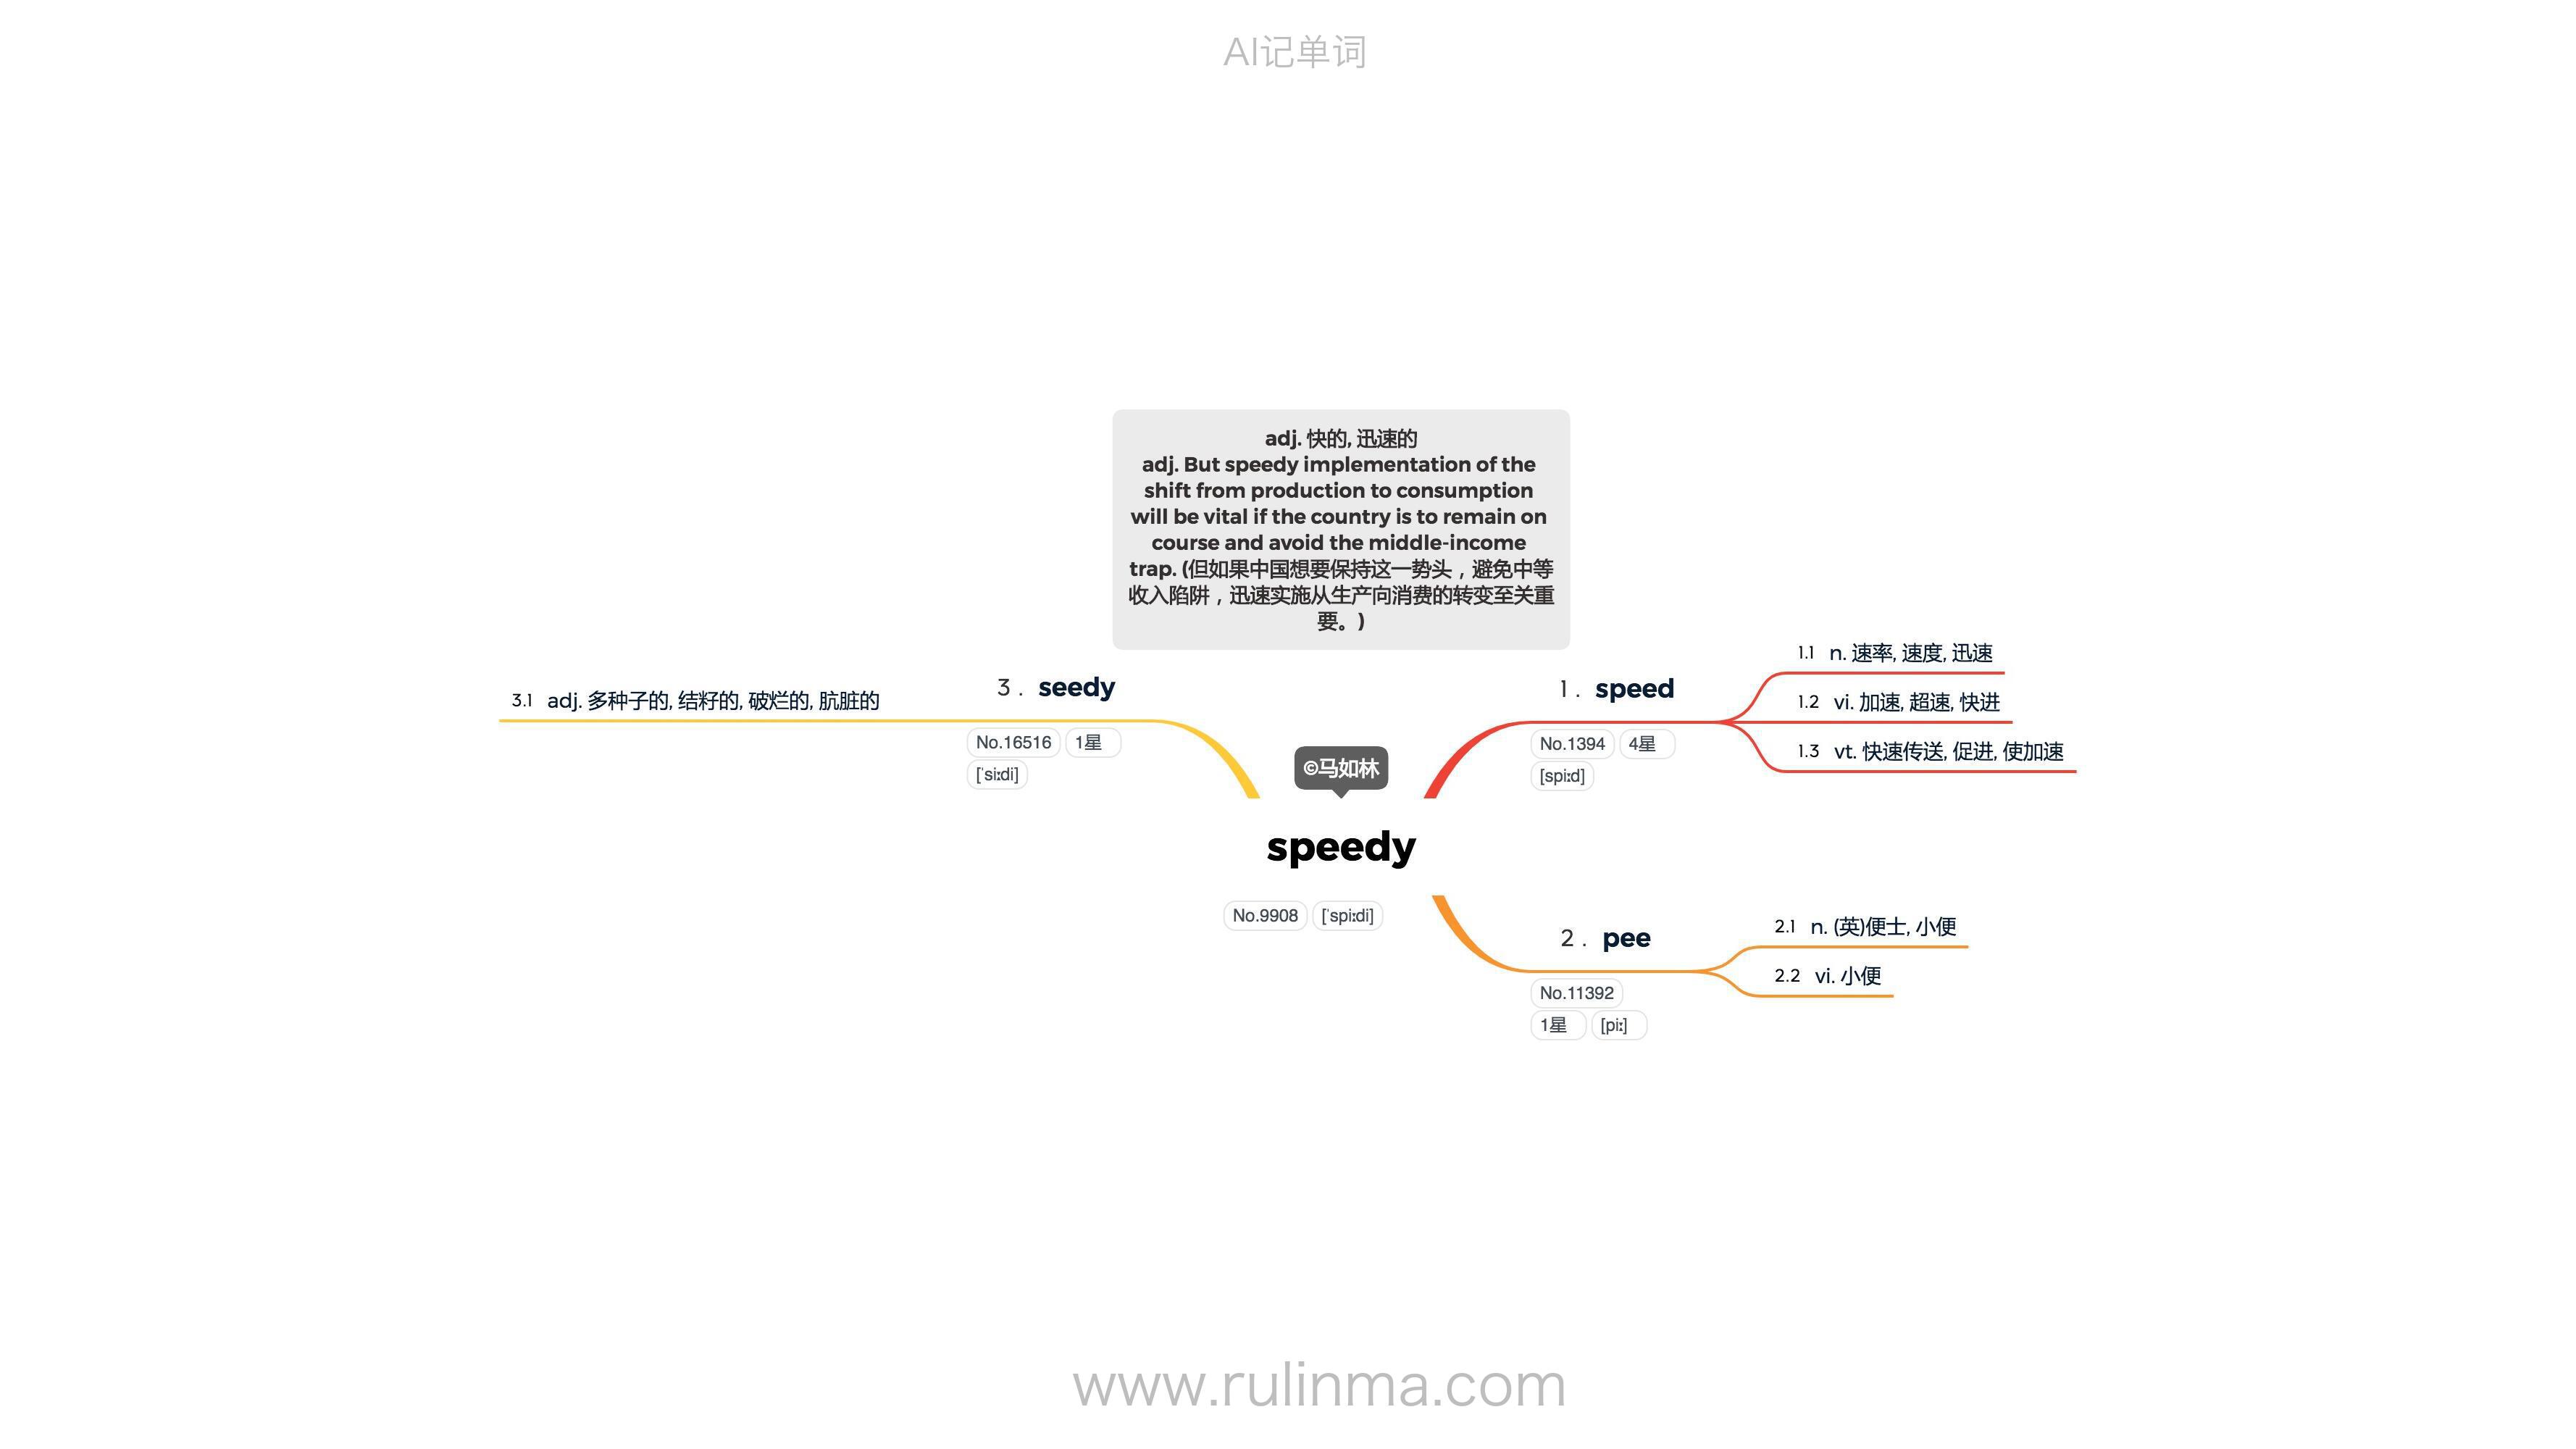 AI记单词
adj. 快的, 迅速的
adj. But speedy implementation of the
shift from production to consumption
will be vital if the country is to remain on
course and avoid the middle-income
trap. (但如果中国想要保持这一势头，避免中等
收入陷阱，迅速实施从生产向消费的转变至关重
要。)
©马如林
speedy
No.9908 [ˈspiːdi]
1. speed
No.1394 4星
[spiːd]
1.1 n. 速率, 速度, 迅速
1.2 vi. 加速, 超速, 快进
1.3 vt. 快速传送, 促进, 使加速
2. pee
No.11392
1星 [piː]
2.1 n. (英)便士, 小便
2.2 vi. 小便
3. seedy
No.16516 1星
[ˈsiːdi]
3.1 adj. 多种子的, 结籽的, 破烂的, 肮脏的
www.rulinma.com